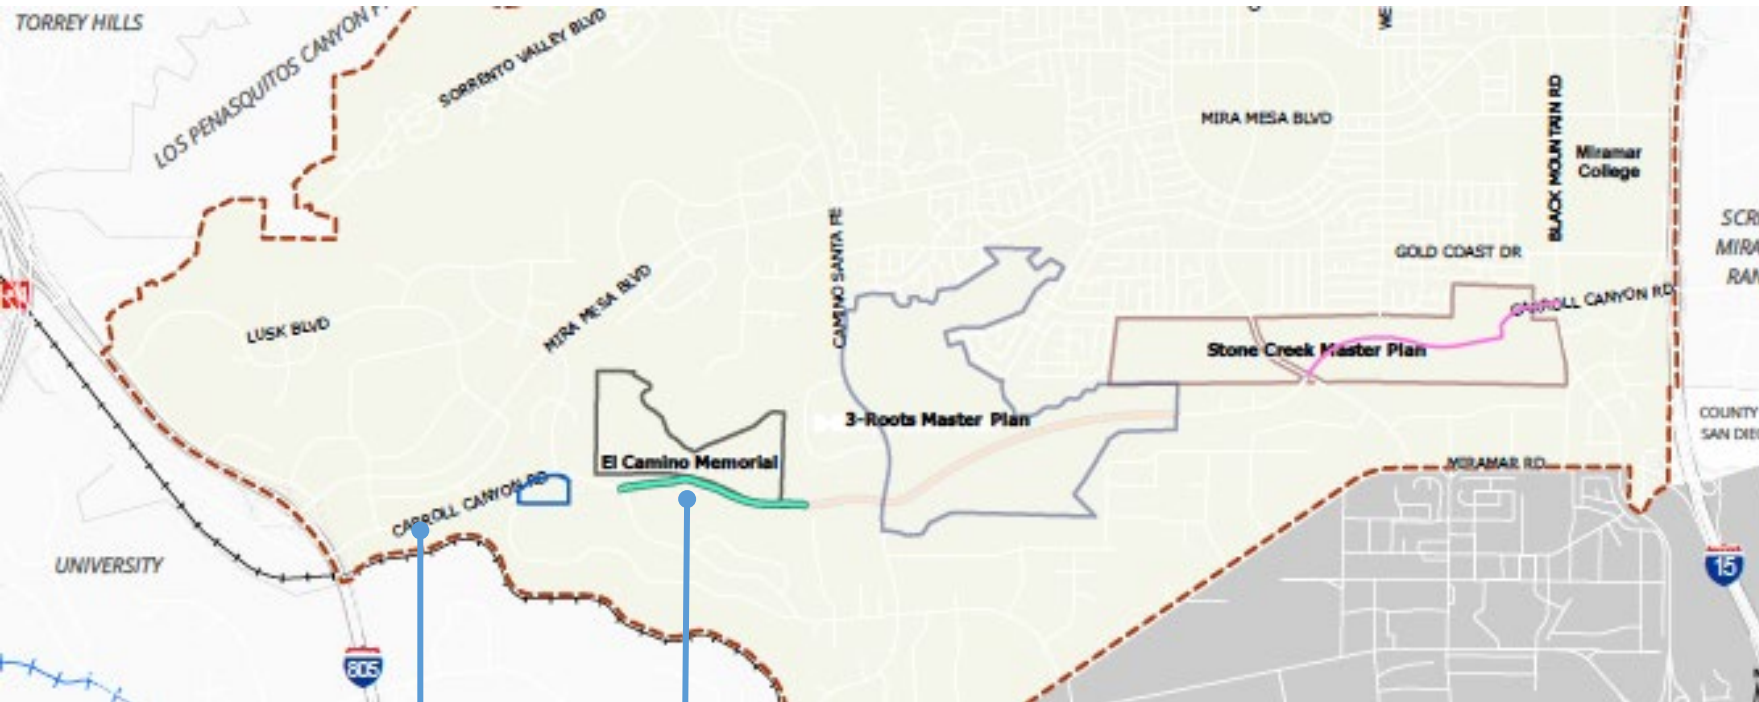 TORREY HILLS
LOS PENASQUITOS CANYON
SORRENTO VALLEY BLVD
MIRA MESA BLVD
BLACK MOUNTAIN RD
Miramar
College
CAMINO SANTA FE
GOLD COAST DR
MIRA MESA BLVD
LUSK BLVD
CARROLL CANYON RD
Stone Creek Master Plan
3-Roots Master Plan
El Camino Memorial
MIRAMAR RD
CARROLL CANYON RD
COUNTY
UNIVERSITY
15
805